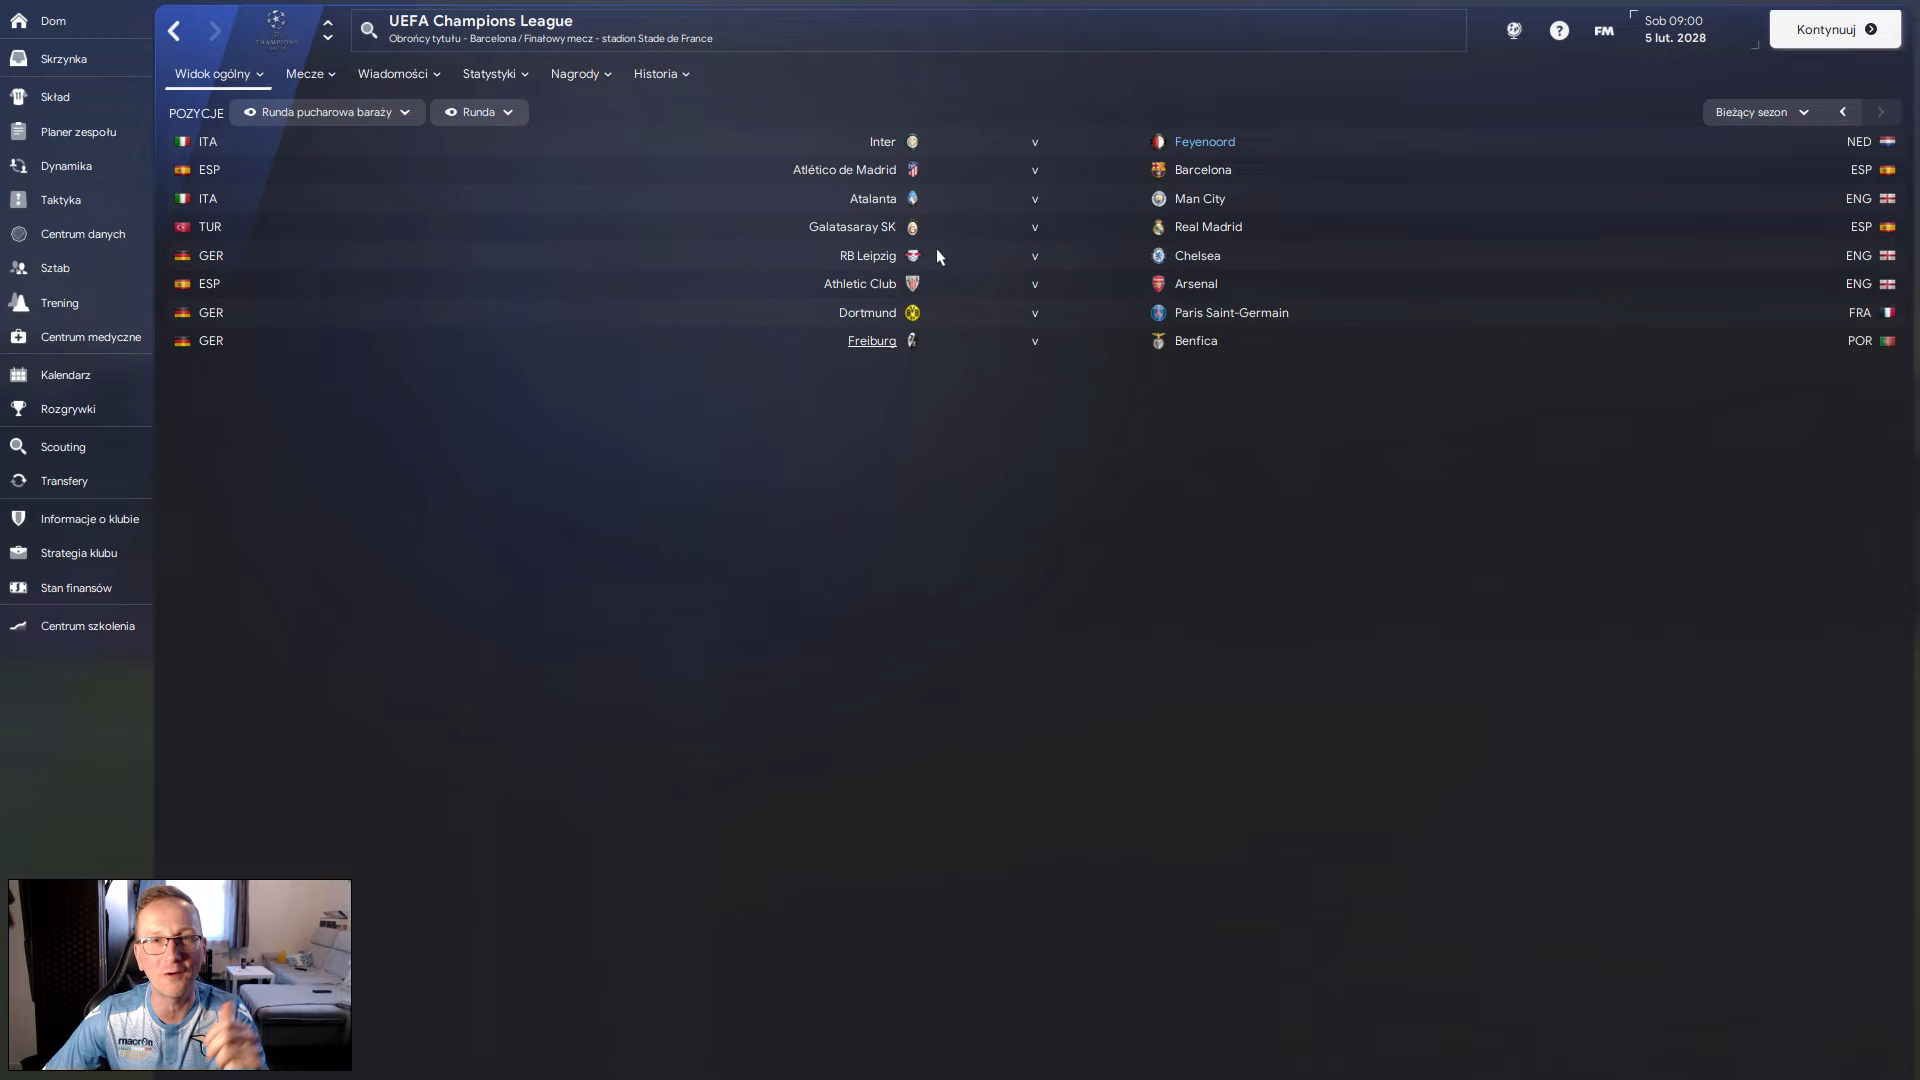 Dom
Skrzynka
Skład
Planer zespołu
Dynamika
Taktyka
Centrum danych
Sztab
Trening
Centrum medyczne
Kalendarz
Rozgrywki
Scouting
Transfery
Informacje o klubie
Strategia klubu
Stan finansów
Centrum szkolenia
UEFA Champions League
Obrońcy tytułu - Barcelona / Finałowy mecz - stadion Stade de France
FM
Sob 09:00
5 lut. 2028
Kontynuuj
Widok ogólny Mecze Wiadomości Statystyki Nagrody Historia
POZYCJE Runda pucharowa baraży Runda Bieżący sezon
ITA Inter v Feyenoord NED
ESP Atlético de Madrid v Barcelona ESP
ITA Atalanta v Man City ENG
TUR Galatasaray SK v Real Madrid ESP
GER RB Leipzig v Chelsea ENG
ESP Athletic Club v Arsenal ENG
GER Dortmund v Paris Saint-Germain FRA
GER Freiburg v Benfica POR
macron